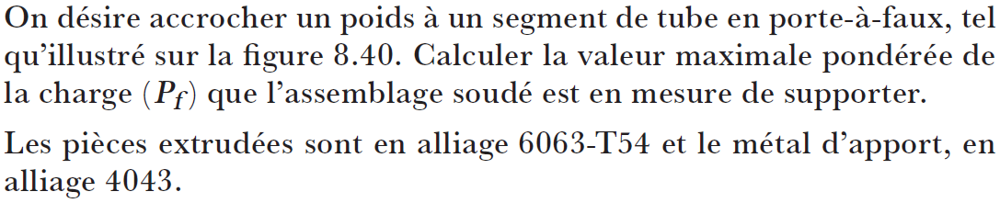 On désire accrocher un poids à un segment de tube en porte-à-faux, tel
qu'illustré sur la figure 8.40. Calculer la valeur maximale pondérée de
la charge (Pf) que l'assemblage soudé est en mesure de supporter.
Les pièces extrudées sont en alliage 6063-T54 et le métal d'apport, en
alliage 4043.